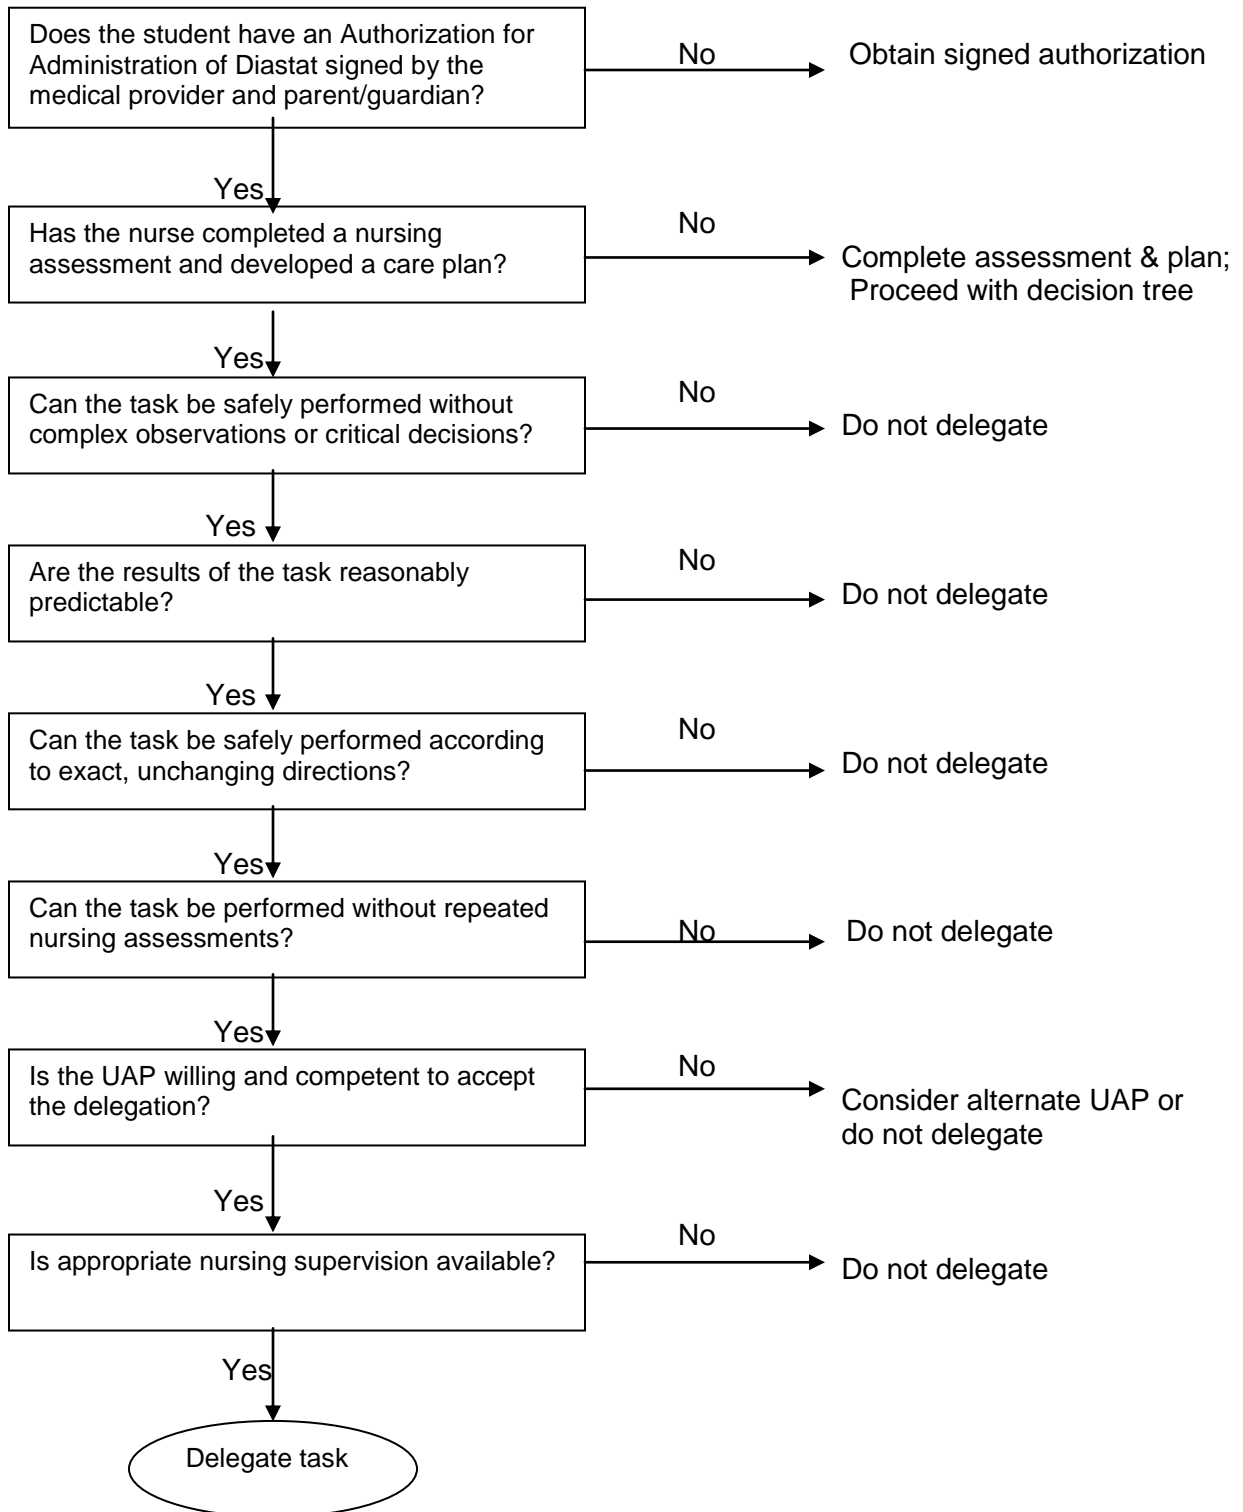 Does the student have an Authorization for
Administration of Diastat signed by the
medical provider and parent/guardian?
No
Obtain signed authorization
Yes
Has the nurse completed a nursing
assessment and developed a care plan?
No
Complete assessment & plan;
Proceed with decision tree
Yes
Can the task be safely performed without
complex observations or critical decisions?
No
Do not delegate
Yes
Are the results of the task reasonably
predictable?
No
Do not delegate
Yes
Can the task be safely performed according
to exact, unchanging directions?
No
Do not delegate
Yes
Can the task be performed without repeated
nursing assessments?
No
Do not delegate
Yes
Is the UAP willing and competent to accept
the delegation?
No
Consider alternate UAP or
do not delegate
Yes
Is appropriate nursing supervision available?
No
Do not delegate
Yes
Delegate task